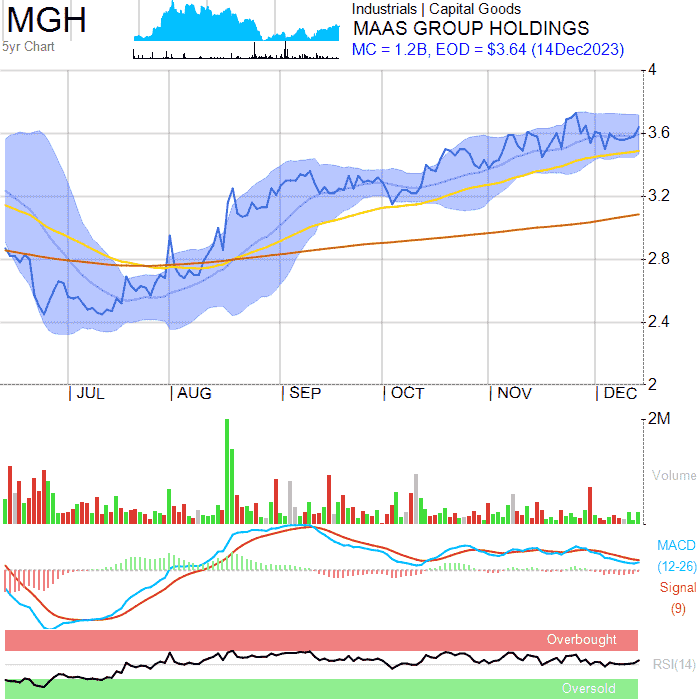 MGH
5yr Chart
Industrials | Capital Goods
MAAS GROUP HOLDINGS
MC = 1.2B, EOD = $3.64 (14Dec2023)
4
3.6
3.2
2.8
2.4
2
JUL AUG SEP OCT NOV DEC
2M
Volume
MACD
(12-26)
Signal
(9)
Overbought
RSI(14)
Oversold